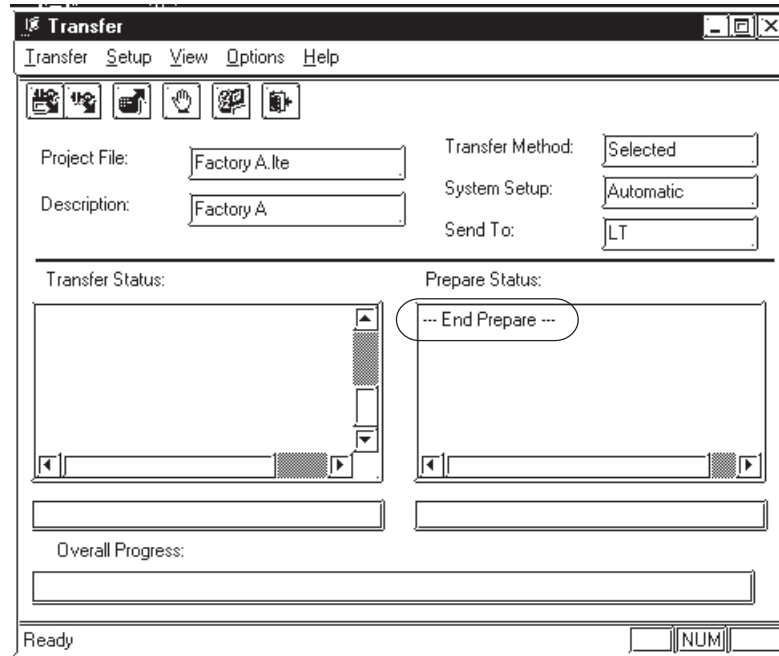 Transfer
Transfer Setup View Options Help
Project File: Factory A.lte
Description: Factory A
Transfer Method: Selected
System Setup: Automatic
Send To: LT
Transfer Status:
Prepare Status:
--- End Prepare ---
Overall Progress:
Ready
NUM